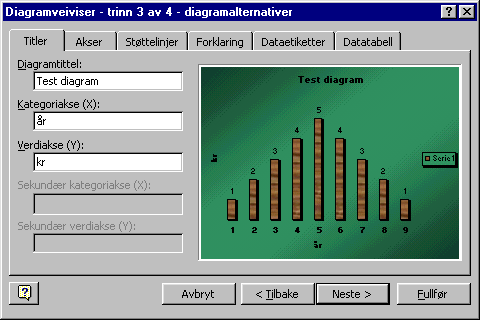 Diagramveiviser - trinn 3 av 4 - diagramalternativer
Titler Akser Støttelinjer Forklaring Dataetiketter Datatabell
Diagramtittel:
Test diagram
Kategoriakse (X):
år
Verdiakse (Y):
kr
Sekundær kategoriakse (X):
Sekundær verdiakse (Y):
Test diagram
kr
1 2 3 4 5 4 3 2 1
1 2 3 4 5 6 7 8 9
år
Serie1
Avbryt < Tilbake Neste > Fullfør